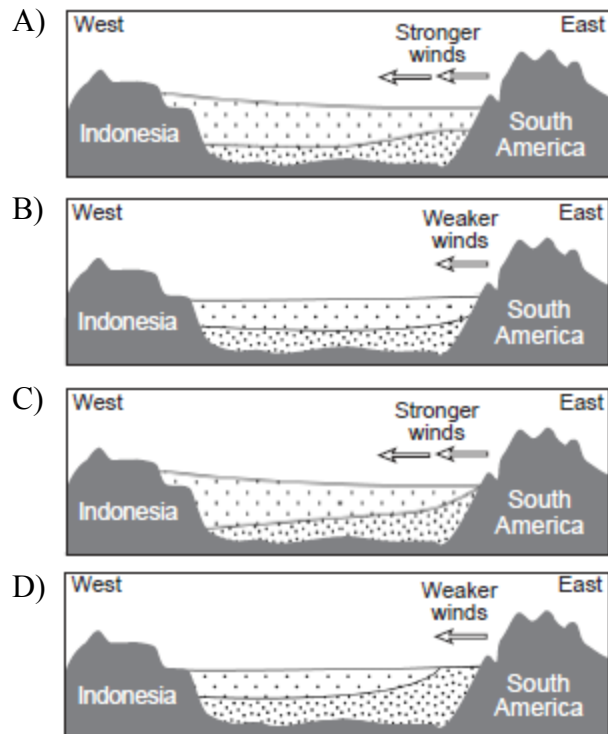 A)
West
East
Stronger
winds
Indonesia
South
America
B)
West
East
Weaker
winds
Indonesia
South
America
C)
West
East
Stronger
winds
Indonesia
South
America
D)
West
East
Weaker
winds
Indonesia
South
America